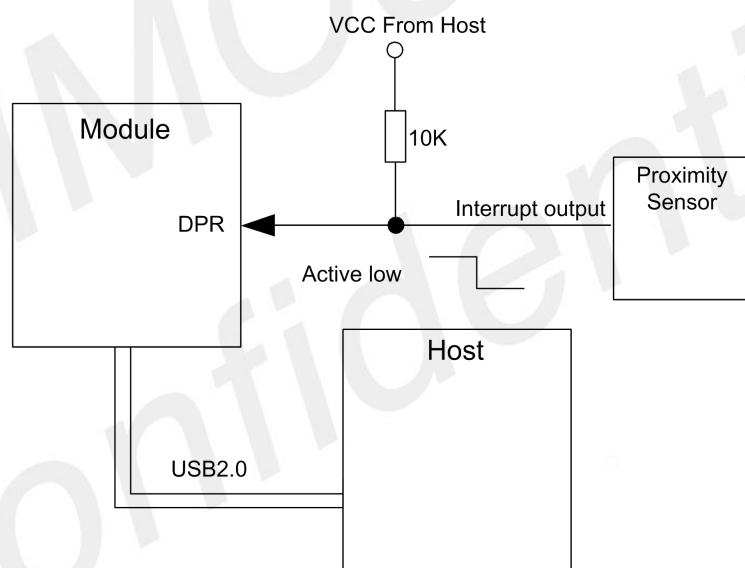 VCC From Host
Module
10K
Proximity
Sensor
DPR
Interrupt output
Active low
Host
USB2.0